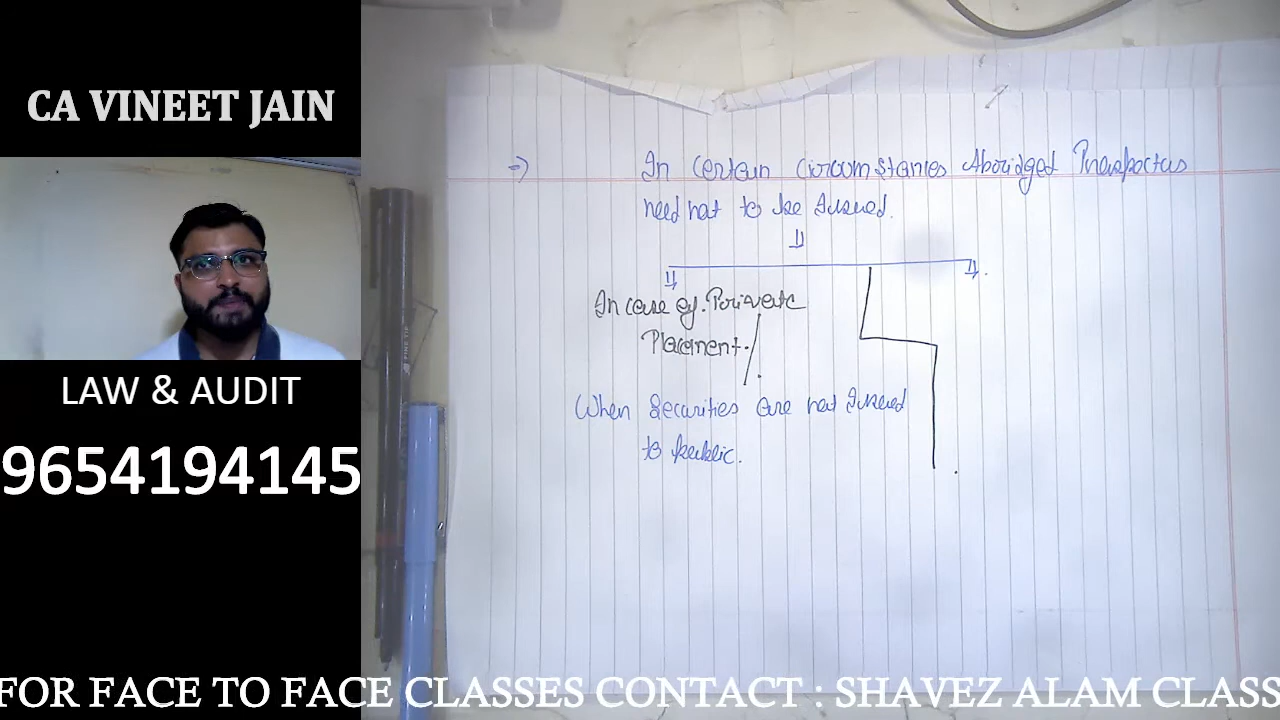 CA VINEET JAIN
LAW & AUDIT
9654194145
=) In certain Circumstances Abridged Prospectus
need not to be Issued.
In case of Private
Placement.
When Securities are not Issued
to public.
FOR FACE TO FACE CLASSES CONTACT : SHAVEZ ALAM CLASS